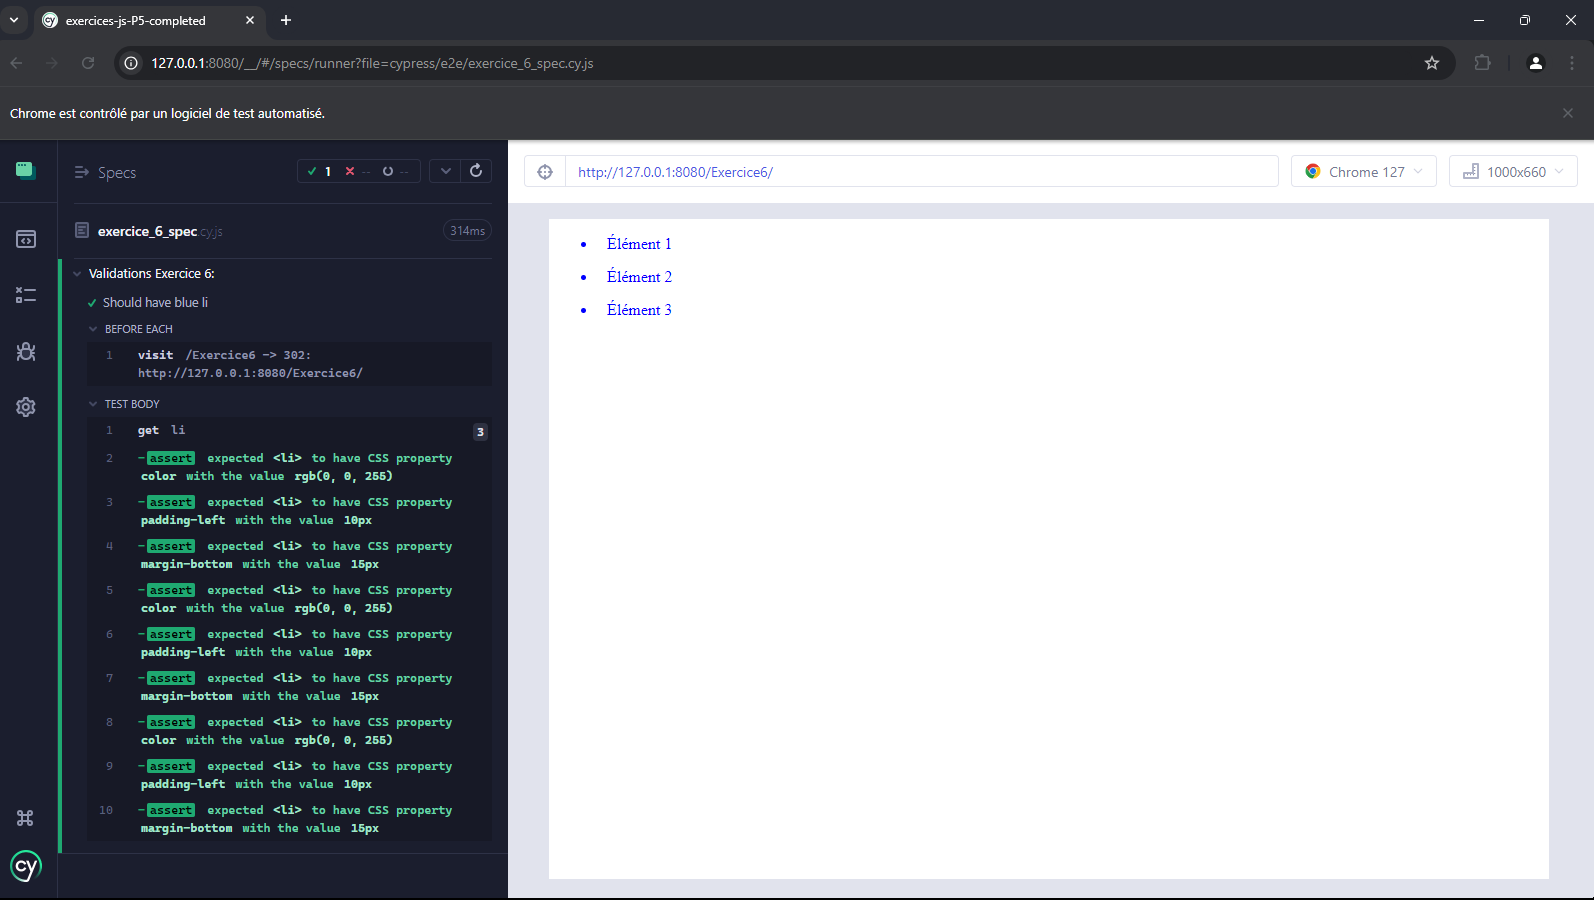 exercices-js-P5-completed
127.0.0.1:8080/__/#/specs/runner?file=cypress/e2e/exercice_6_spec.cy.js
Chrome est contrôlé par un logiciel de test automatisé.
Specs
1 -- --
http://127.0.0.1:8080/Exercice6/
Chrome 127
1000x660
exercice_6_spec.cy.js
314ms
Validations Exercice 6:
Should have blue li
BEFORE EACH
1 visit /Exercice6 -> 302:
http://127.0.0.1:8080/Exercice6/
TEST BODY
1 get li 3
2 -assert expected <li> to have CSS property
color with the value rgb(0, 0, 255)
3 -assert expected <li> to have CSS property
padding-left with the value 10px
4 -assert expected <li> to have CSS property
margin-bottom with the value 15px
5 -assert expected <li> to have CSS property
color with the value rgb(0, 0, 255)
6 -assert expected <li> to have CSS property
padding-left with the value 10px
7 -assert expected <li> to have CSS property
margin-bottom with the value 15px
8 -assert expected <li> to have CSS property
color with the value rgb(0, 0, 255)
9 -assert expected <li> to have CSS property
padding-left with the value 10px
10 -assert expected <li> to have CSS property
margin-bottom with the value 15px
cy
• Élément 1
• Élément 2
• Élément 3